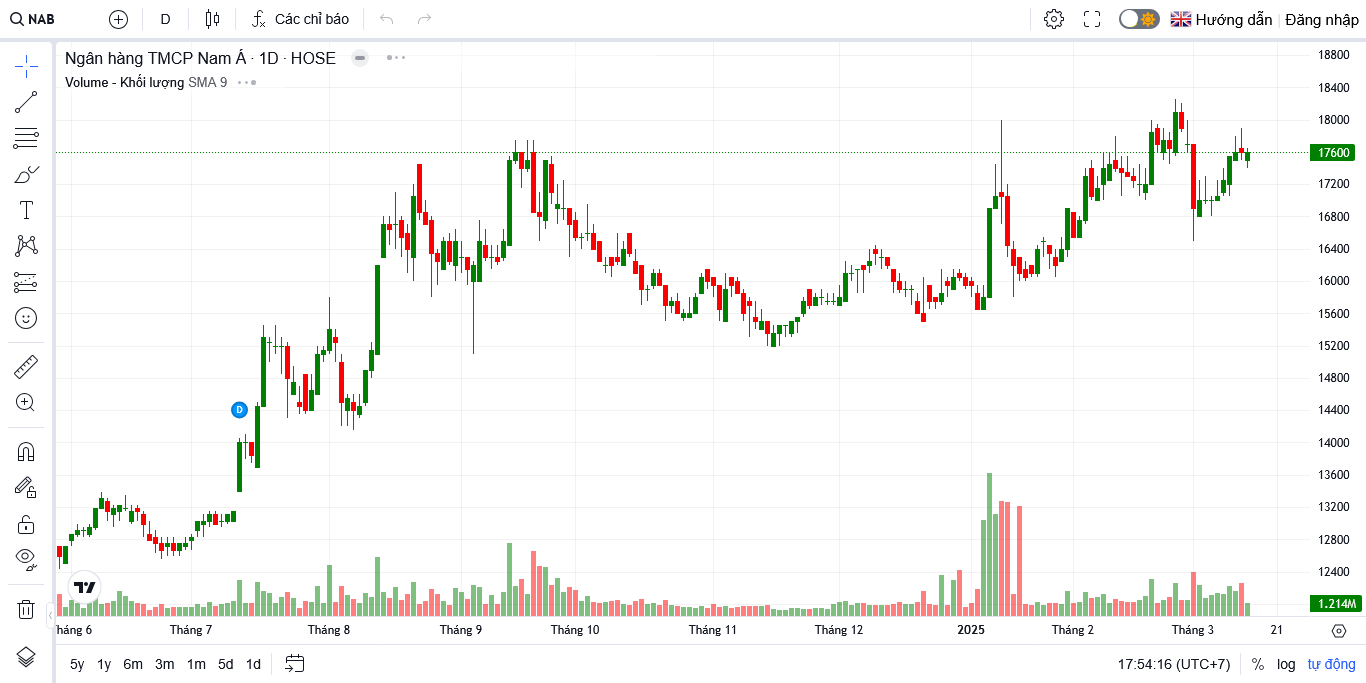 NAB D Các chỉ báo Hướng dẫn Đăng nhập
Ngân hàng TMCP Nam Á · 1D · HOSE
Volume - Khối lượng SMA 9
18800
18400
18000
17600
17200
16800
16400
16000
15600
15200
14800
14400
14000
13600
13200
12800
12400
1.214M
D
T
háng 6 Tháng 7 Tháng 8 Tháng 9 Tháng 10 Tháng 11 Tháng 12 2025 Tháng 2 Tháng 3 21
5y 1y 6m 3m 1m 5d 1d 17:54:16 (UTC+7) % log tự động